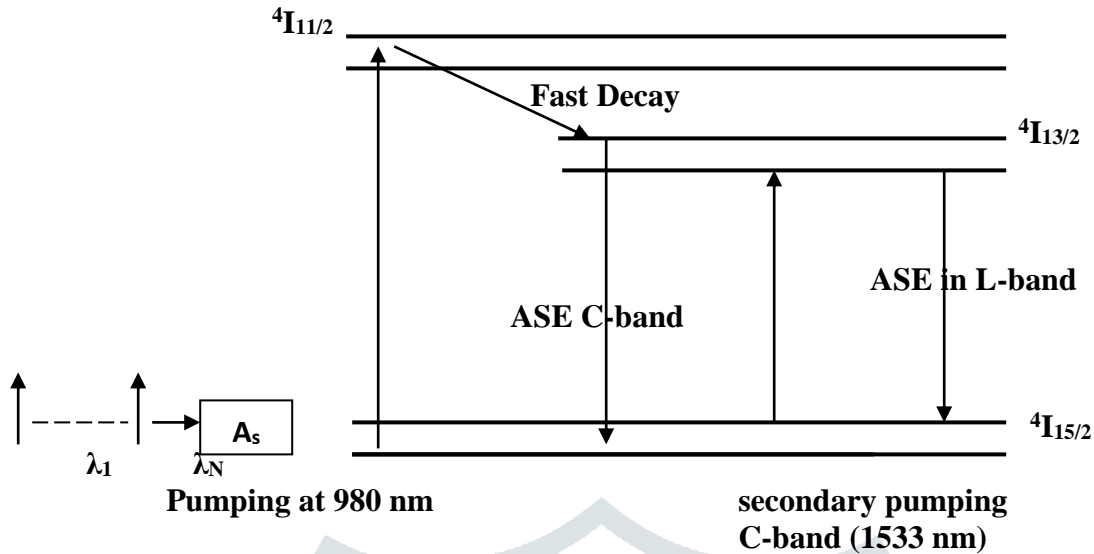 ⁴I₁₁/₂
Fast Decay
⁴I₁₃/₂
ASE in L-band
ASE C-band
Aₛ
⁴I₁₅/₂
λ₁ λ_N
Pumping at 980 nm
secondary pumping
C-band (1533 nm)